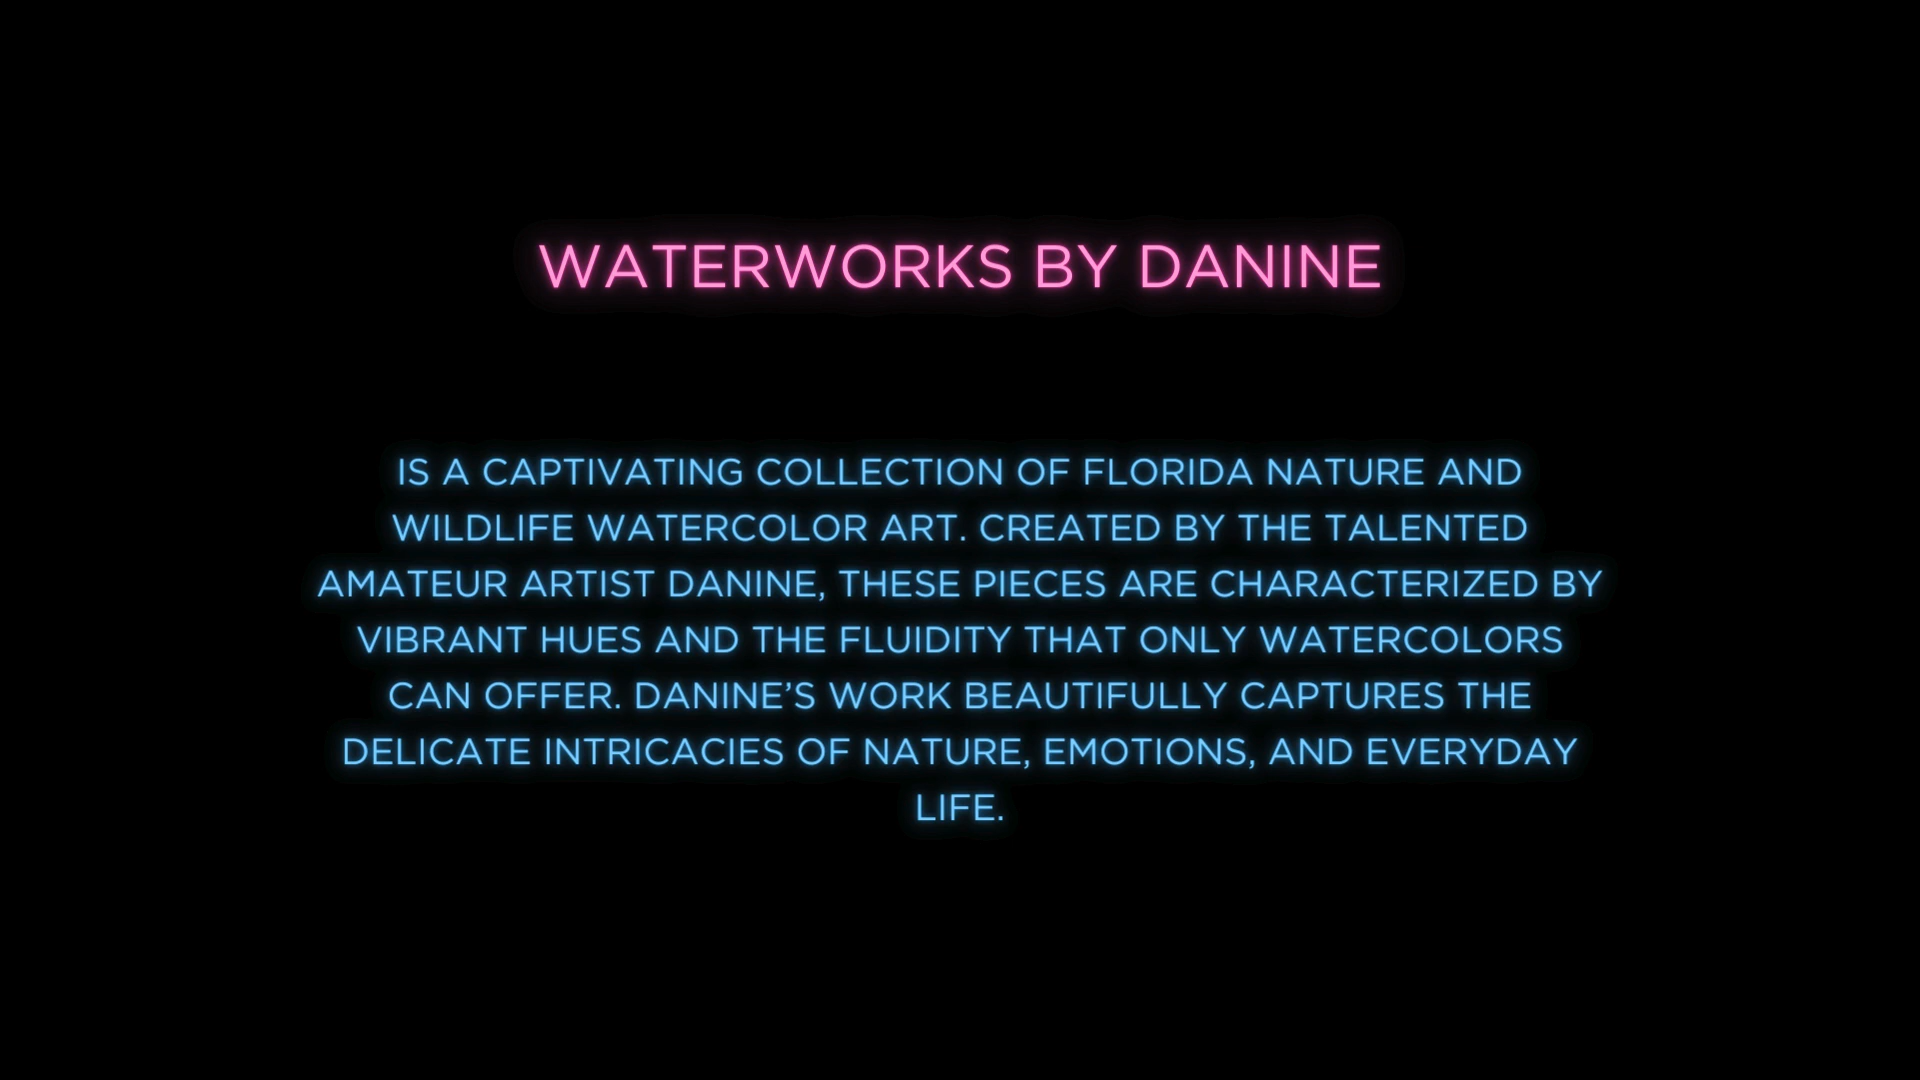 WATERWORKS BY DANINE
IS A CAPTIVATING COLLECTION OF FLORIDA NATURE AND
WILDLIFE WATERCOLOR ART. CREATED BY THE TALENTED
AMATEUR ARTIST DANINE, THESE PIECES ARE CHARACTERIZED BY
VIBRANT HUES AND THE FLUIDITY THAT ONLY WATERCOLORS
CAN OFFER. DANINE’S WORK BEAUTIFULLY CAPTURES THE
DELICATE INTRICACIES OF NATURE, EMOTIONS, AND EVERYDAY
LIFE.